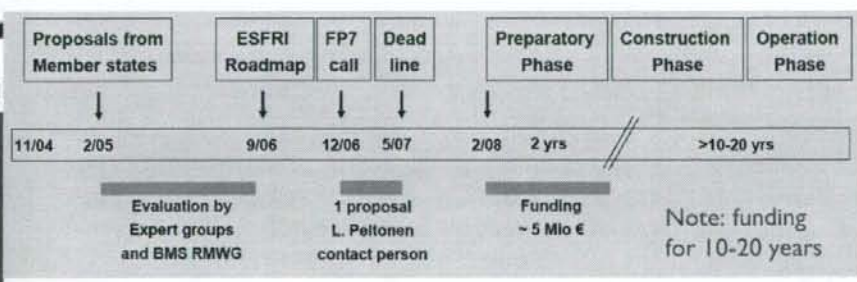 Proposals from
Member states
ESFRI
Roadmap
FP7
call
Dead
line
Preparatory
Phase
Construction
Phase
Operation
Phase
11/04 2/05 9/06 12/06 5/07 2/08 2 yrs >10-20 yrs
Evaluation by
Expert groups
and BMS RMWG
1 proposal
L. Peltonen
contact person
Funding
~ 5 Mio €
Note: funding
for 10-20 years